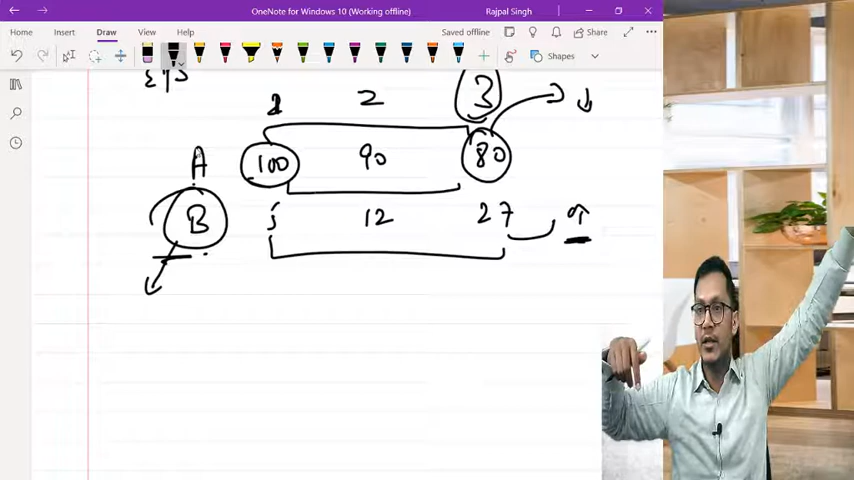 OneNote for Windows 10 (Working offline)
Rajpal Singh
Home Insert Draw View Help
Saved offline
Share
Shapes
1 2 3
A 100 90 80
B 5 12 27